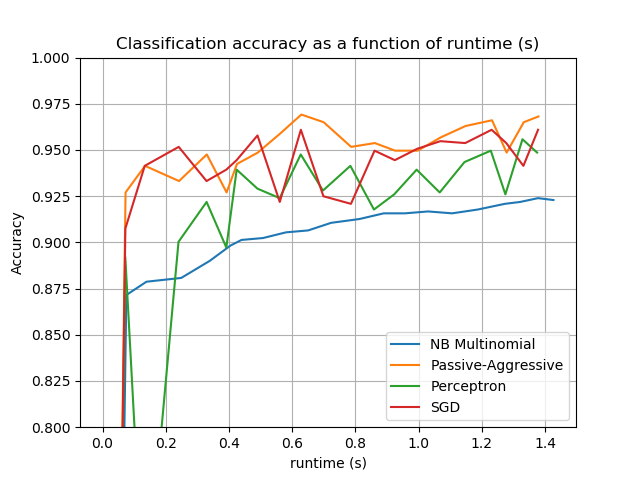 Classification accuracy as a function of runtime (s)
1.000
0.975
0.950
0.925
0.900
0.875
0.850
0.825
0.800
Accuracy
0.0 0.2 0.4 0.6 0.8 1.0 1.2 1.4
runtime (s)
NB Multinomial
Passive-Aggressive
Perceptron
SGD